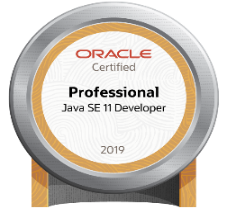 ORACLE
Certified
Professional
Java SE 11 Developer
2019